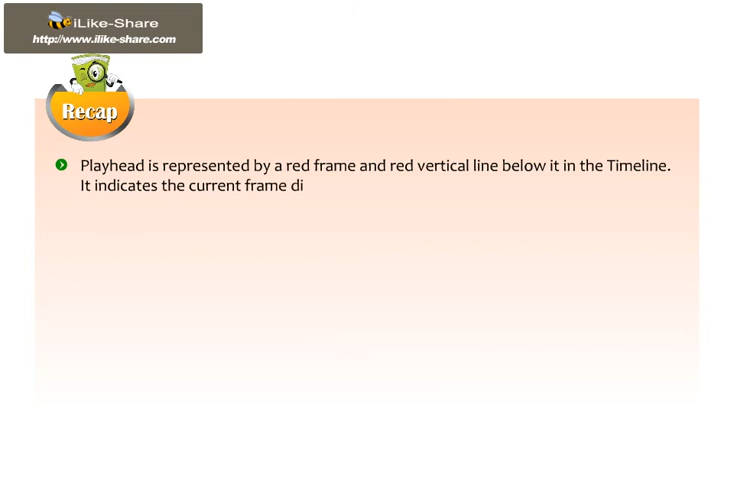 iLike-Share
http://www.ilike-share.com
Recap
Playhead is represented by a red frame and red vertical line below it in the Timeline.
It indicates the current frame di